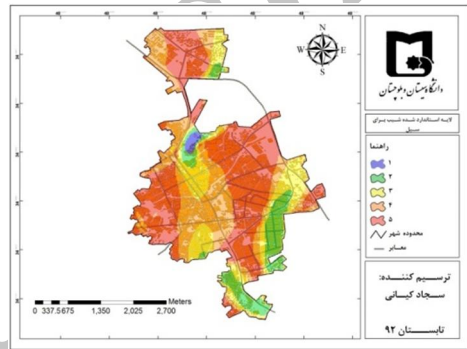 N
W E
S
دانشگاه سیستان و بلوچستان
لایه استاندارد شده شیب برای
سیل
راهنما
۱
۲
۳
۴
۵
محدوده شهر
معابر
ترسیم کننده:
سجاد کیانی
تابستان ۹۲
Meters
0 337.5675 1,350 2,025 2,700